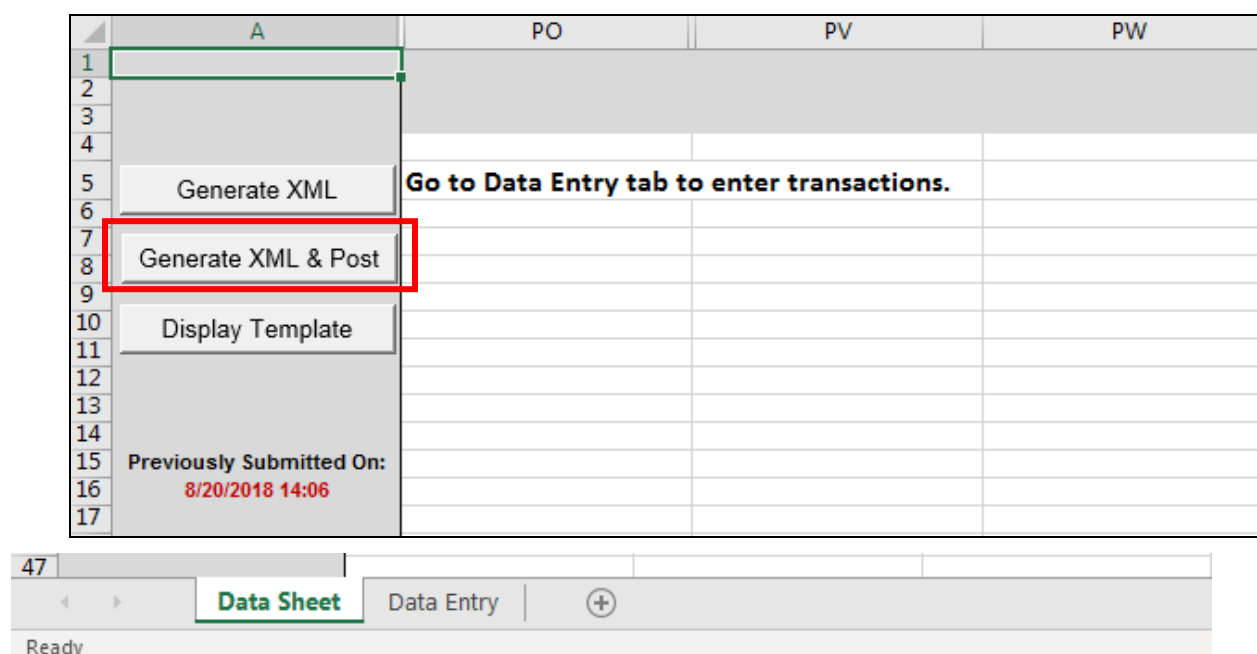 A PO PV PW
1
2
3
4
5 Generate XML Go to Data Entry tab to enter transactions.
6
7
8 Generate XML & Post
9
10 Display Template
11
12
13
14
15 Previously Submitted On:
16 8/20/2018 14:06
17
47
Data Sheet Data Entry
Ready